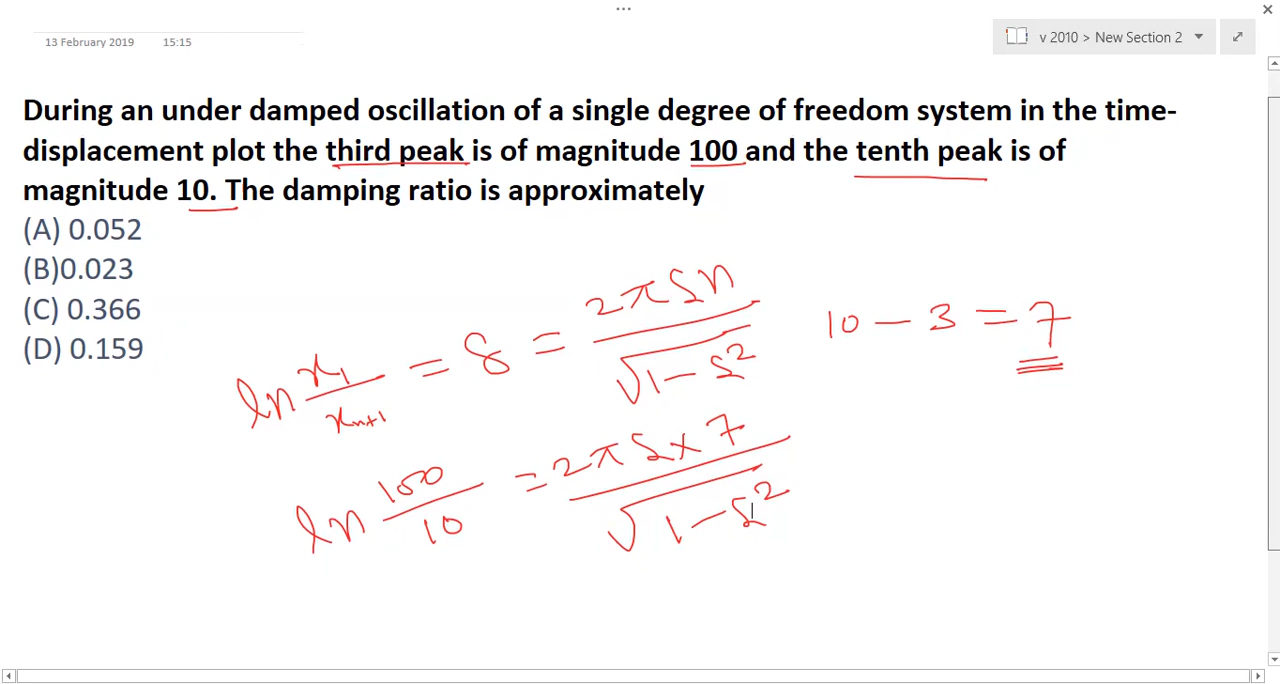 13 February 2019 15:15
v 2010 > New Section 2
During an under damped oscillation of a single degree of freedom system in the time-
displacement plot the third peak is of magnitude 100 and the tenth peak is of
magnitude 10. The damping ratio is approximately
(A) 0.052
(B)0.023
(C) 0.366
(D) 0.159
ln x₁/xₙ₊₁ = δ = 2πζn/√(1-ζ²)
10 - 3 = 7
ln 100/10 = 2πζ×7/√(1-ζ²)